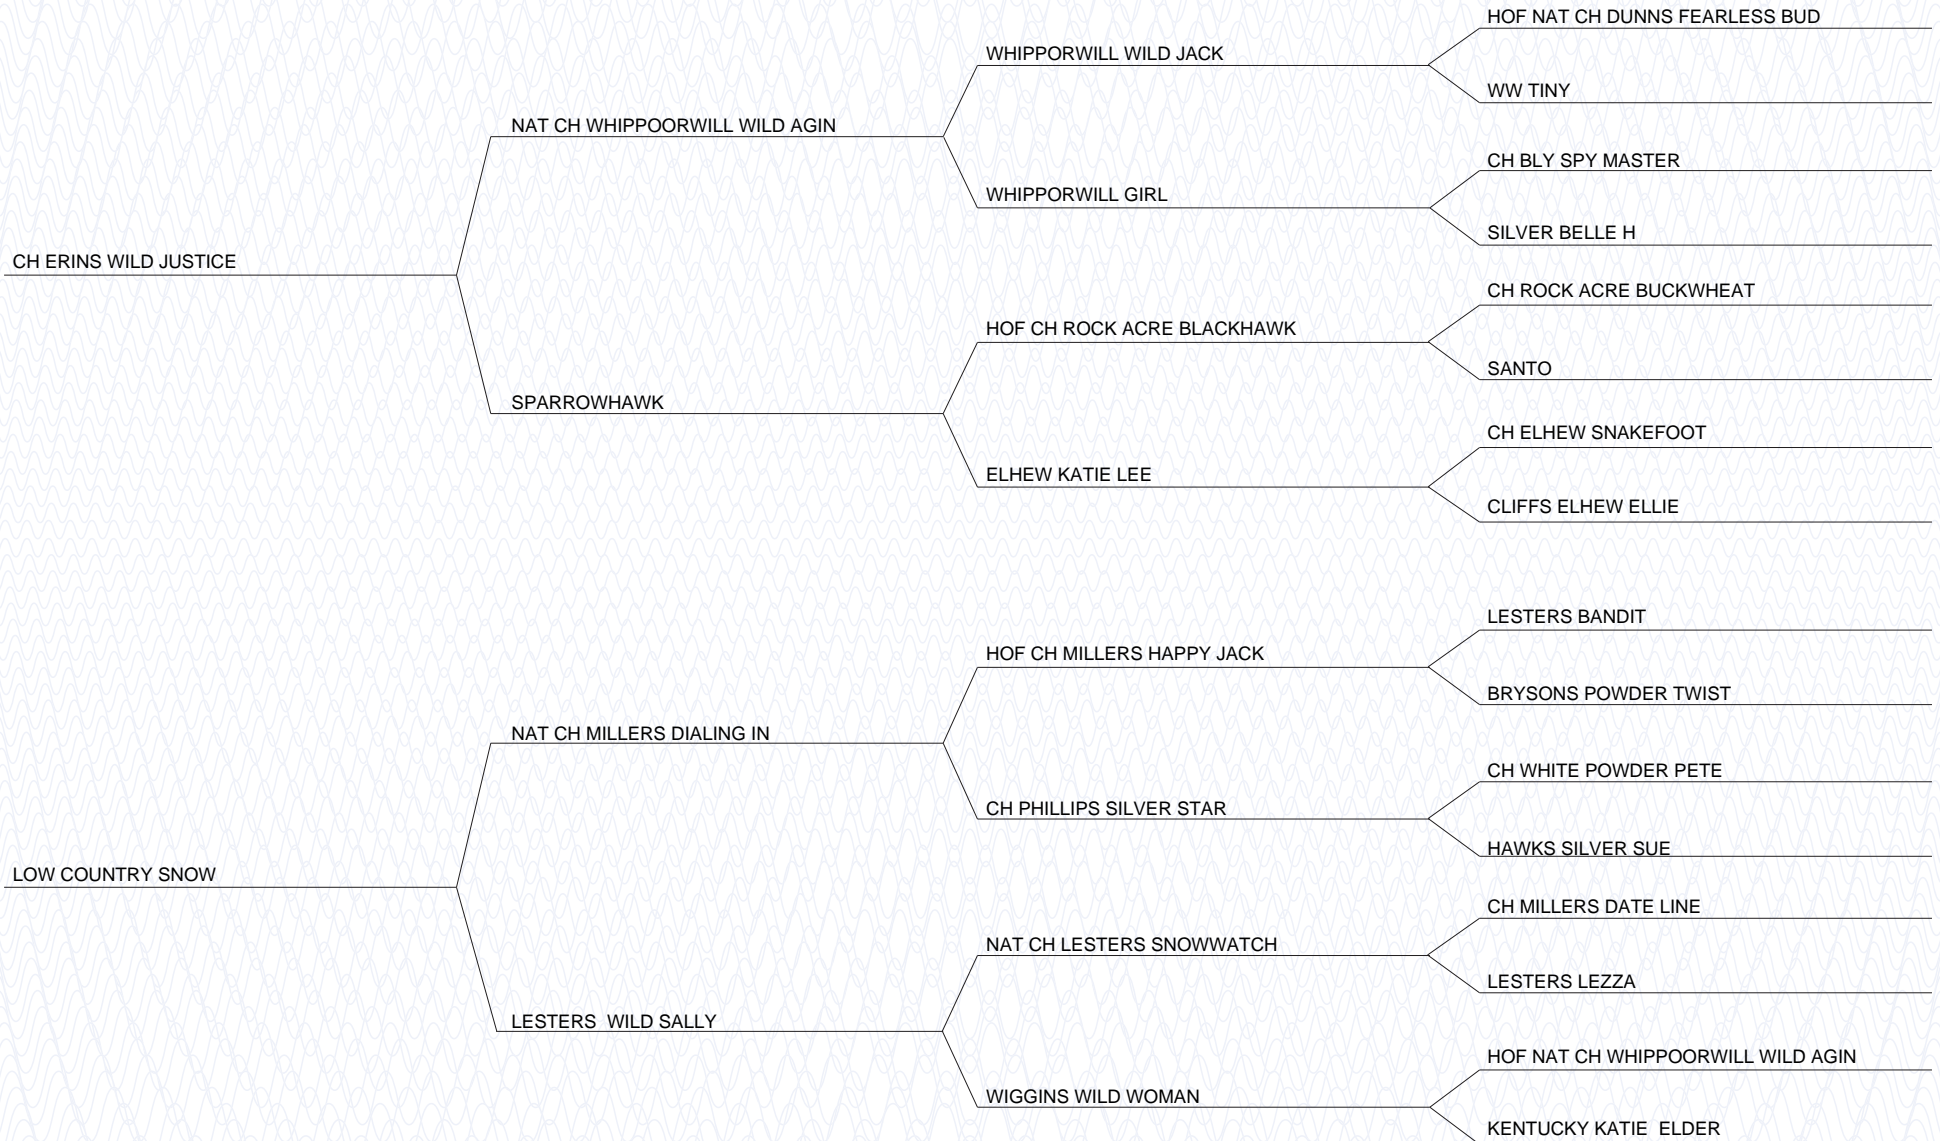 HOF NAT CH DUNNS FEARLESS BUD
WHIPPORWILL WILD JACK
WW TINY
NAT CH WHIPPOORWILL WILD AGIN
CH BLY SPY MASTER
WHIPPORWILL GIRL
SILVER BELLE H
CH ERINS WILD JUSTICE
CH ROCK ACRE BUCKWHEAT
HOF CH ROCK ACRE BLACKHAWK
SANTO
SPARROWHAWK
CH ELHEW SNAKEFOOT
ELHEW KATIE LEE
CLIFFS ELHEW ELLIE
LESTERS BANDIT
HOF CH MILLERS HAPPY JACK
BRYSONS POWDER TWIST
NAT CH MILLERS DIALING IN
CH WHITE POWDER PETE
CH PHILLIPS SILVER STAR
HAWKS SILVER SUE
LOW COUNTRY SNOW
CH MILLERS DATE LINE
NAT CH LESTERS SNOWWATCH
LESTERS LEZZA
LESTERS  WILD SALLY
HOF NAT CH WHIPPOORWILL WILD AGIN
WIGGINS WILD WOMAN
KENTUCKY KATIE  ELDER